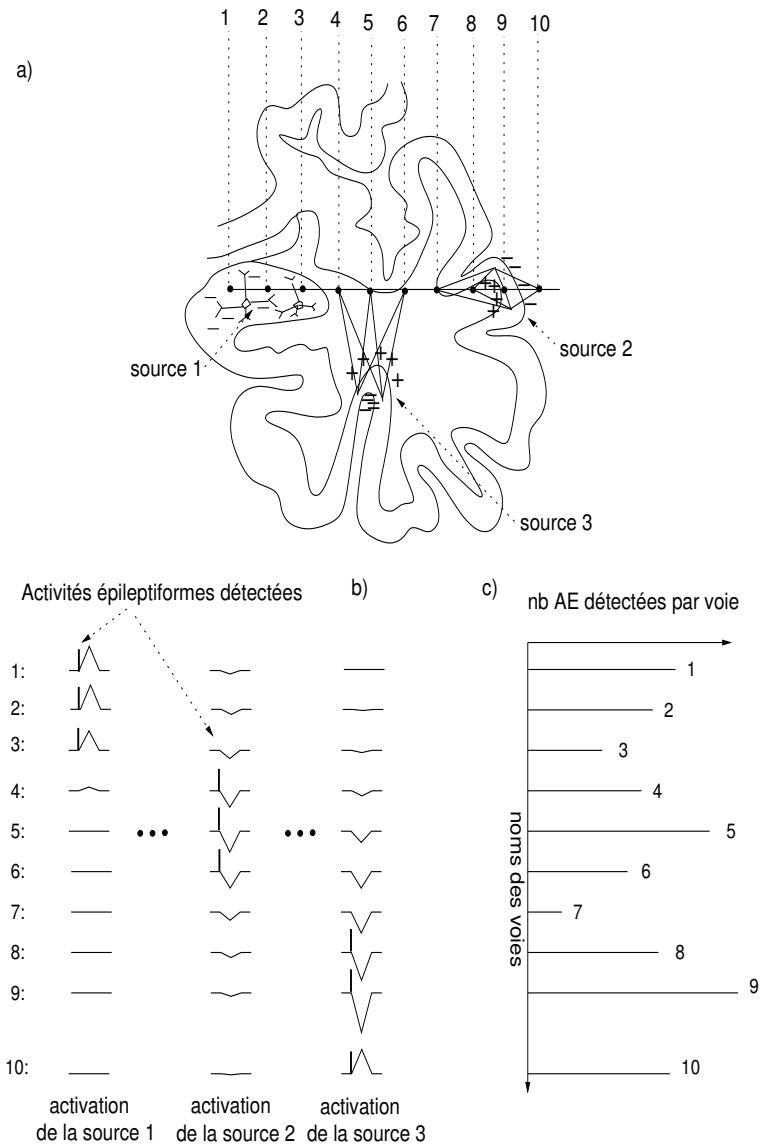 1 2 3 4 5 6 7 8 9 10
a)
source 1
source 2
source 3
Activités épileptiformes détectées
b)
1:
2:
3:
4:
5:
6:
7:
8:
9:
10:
activation
de la source 1
activation
de la source 2
activation
de la source 3
c)
nb AE détectées par voie
noms des voies
1
2
3
4
5
6
7
8
9
10